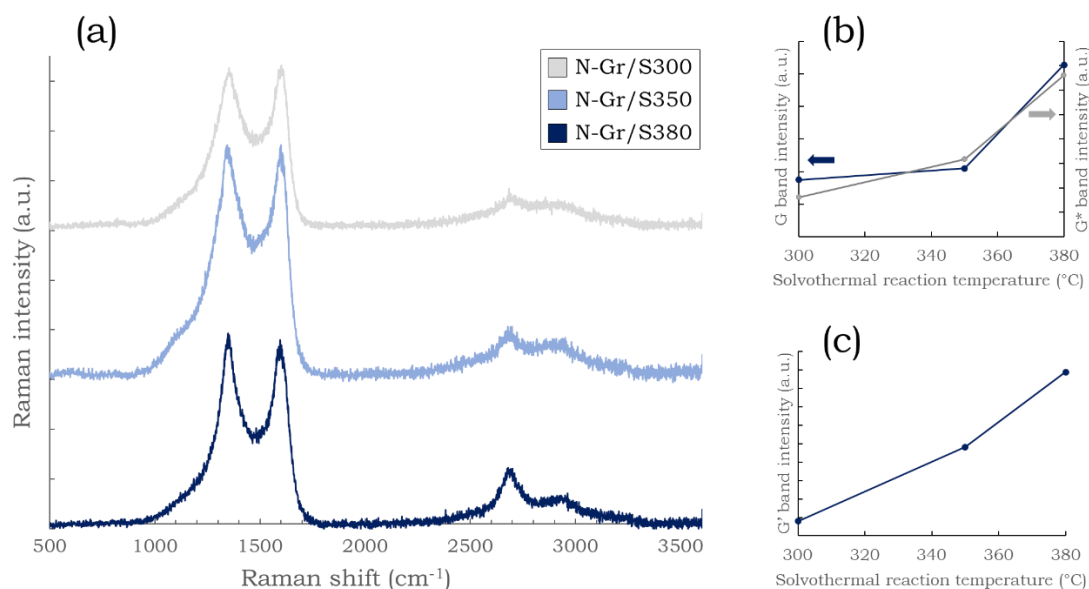 (a)
N-Gr/S300
N-Gr/S350
N-Gr/S380
Raman intensity (a.u.)
500 1000 1500 2000 2500 3000 3500
Raman shift (cm⁻¹)
(b)
G band intensity (a.u.)
G* band intensity (a.u.)
300 320 340 360 380
Solvothermal reaction temperature (°C)
(c)
G' band intensity (a.u.)
300 320 340 360 380
Solvothermal reaction temperature (°C)